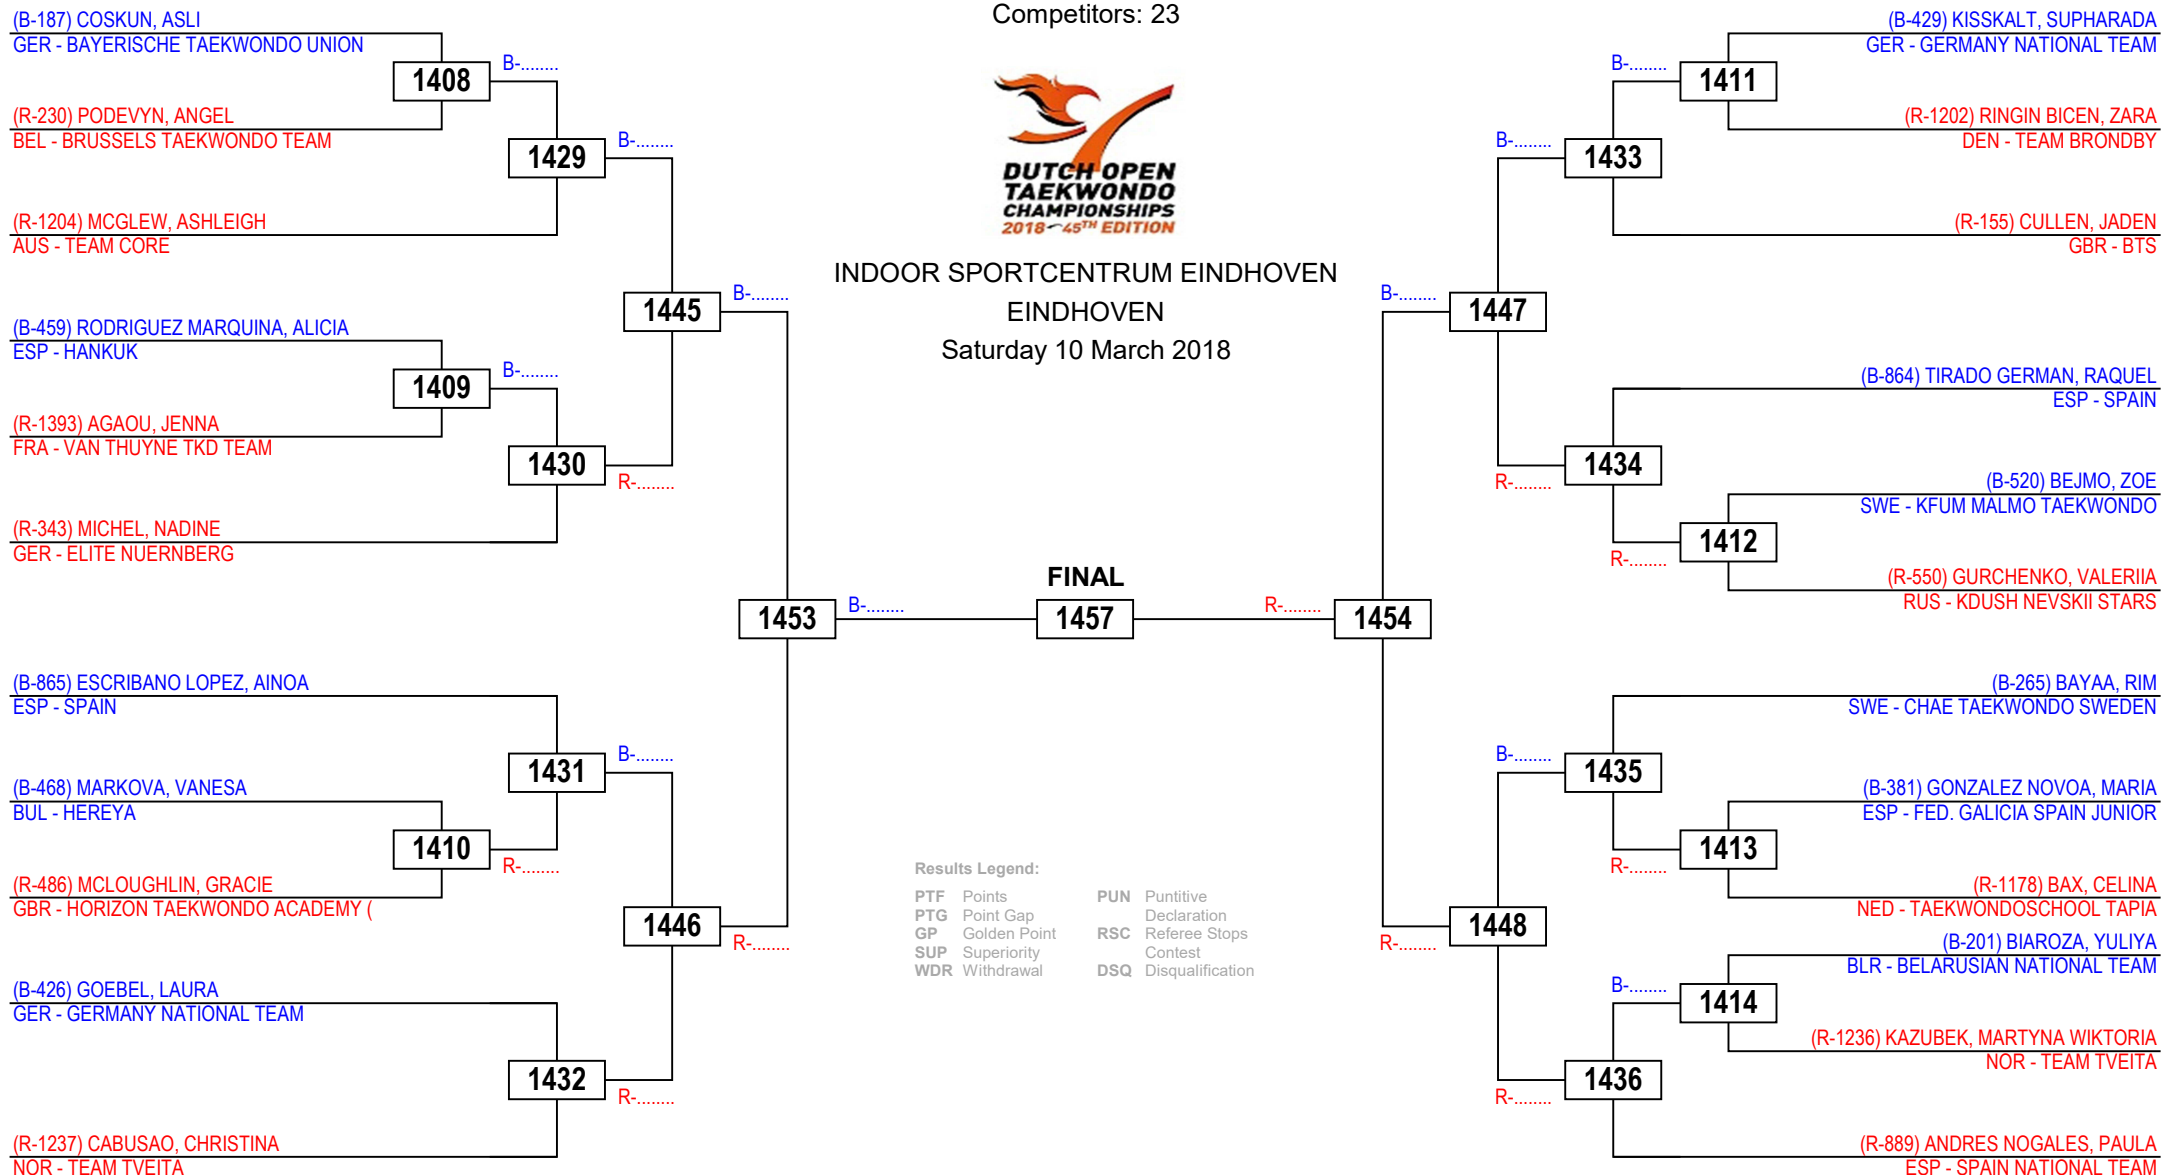 Competitors: 23
DUTCH OPEN
TAEKWONDO
CHAMPIONSHIPS
2018 45TH EDITION
INDOOR SPORTCENTRUM EINDHOVEN
EINDHOVEN
Saturday 10 March 2018
(B-187) COSKUN, ASLI
GER - BAYERISCHE TAEKWONDO UNION
1408
B-........
(R-230) PODEVYN, ANGEL
BEL - BRUSSELS TAEKWONDO TEAM
1429
B-........
(R-1204) MCGLEW, ASHLEIGH
AUS - TEAM CORE
1445
B-........
(B-459) RODRIGUEZ MARQUINA, ALICIA
ESP - HANKUK
1409
B-........
(R-1393) AGAOU, JENNA
FRA - VAN THUYNE TKD TEAM
1430
R-........
(R-343) MICHEL, NADINE
GER - ELITE NUERNBERG
1453
B-........
(B-865) ESCRIBANO LOPEZ, AINOA
ESP - SPAIN
1431
B-........
(B-468) MARKOVA, VANESA
BUL - HEREYA
1410
R-........
(R-486) MCLOUGHLIN, GRACIE
GBR - HORIZON TAEKWONDO ACADEMY (
1446
R-........
(B-426) GOEBEL, LAURA
GER - GERMANY NATIONAL TEAM
1432
R-........
(R-1237) CABUSAO, CHRISTINA
NOR - TEAM TVEITA
FINAL
1457
(B-429) KISSKALT, SUPHARADA
GER - GERMANY NATIONAL TEAM
B-........
1411
(R-1202) RINGIN BICEN, ZARA
DEN - TEAM BRONDBY
B-........
1433
(R-155) CULLEN, JADEN
GBR - BTS
B-........
1447
(B-864) TIRADO GERMAN, RAQUEL
ESP - SPAIN
1434
R-........
(B-520) BEJMO, ZOE
SWE - KFUM MALMO TAEKWONDO
1412
R-........
(R-550) GURCHENKO, VALERIIA
RUS - KDUSH NEVSKII STARS
R-........
1454
(B-265) BAYAA, RIM
SWE - CHAE TAEKWONDO SWEDEN
B-........
1435
(B-381) GONZALEZ NOVOA, MARIA
ESP - FED. GALICIA SPAIN JUNIOR
1413
R-........
(R-1178) BAX, CELINA
NED - TAEKWONDOSCHOOL TAPIA
1448
R-........
(B-201) BIAROZA, YULIYA
BLR - BELARUSIAN NATIONAL TEAM
B-........
1414
(R-1236) KAZUBEK, MARTYNA WIKTORIA
NOR - TEAM TVEITA
1436
R-........
(R-889) ANDRES NOGALES, PAULA
ESP - SPAIN NATIONAL TEAM
Results Legend:
PTF Points
PTG Point Gap
GP Golden Point
SUP Superiority
WDR Withdrawal
PUN Puntitive
Declaration
RSC Referee Stops
Contest
DSQ Disqualification